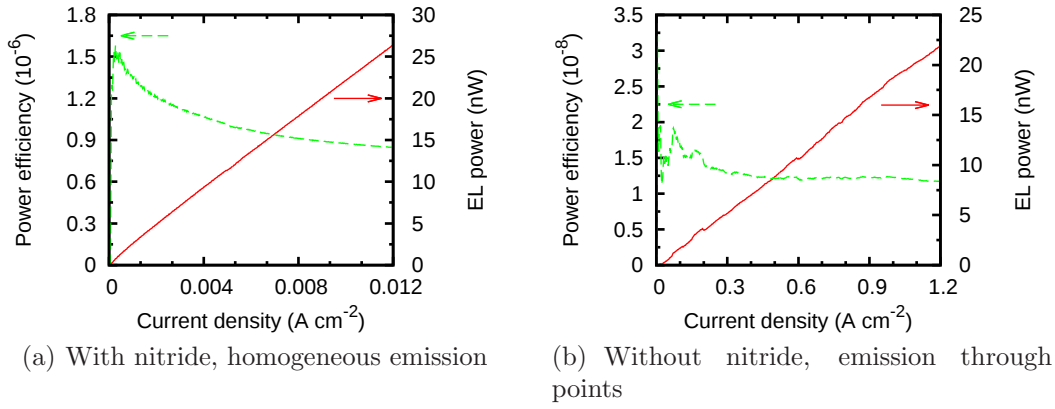 Power efficiency (10⁻⁶)
1.8
1.5
1.2
0.9
0.6
0.3
0
30
25
20
15
10
5
0
EL power (nW)
0 0.004 0.008 0.012
Current density (A cm⁻²)
(a) With nitride, homogeneous emission
Power efficiency (10⁻⁸)
3.5
3
2.5
2
1.5
1
0.5
0
25
20
15
10
5
0
EL power (nW)
0 0.3 0.6 0.9 1.2
Current density (A cm⁻²)
(b) Without nitride, emission through
points